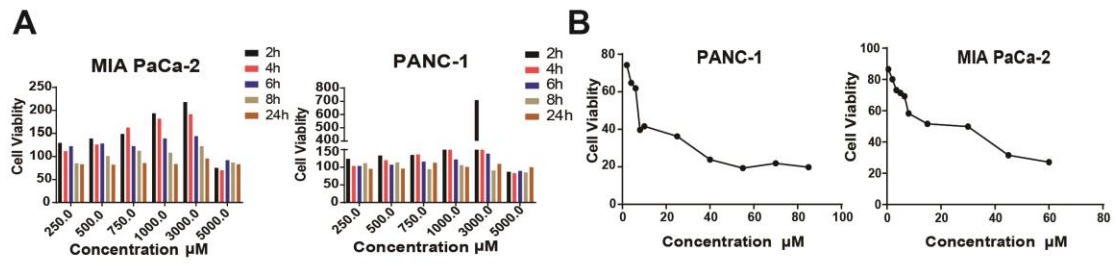 A
B
MIA PaCa-2
2h
4h
6h
8h
24h
Cell Viability
250
200
150
100
50
0
250.0
500.0
750.0
1000.0
3000.0
5000.0
Concentration µM
PANC-1
2h
4h
6h
8h
24h
Cell Viablity
800
700
600
500
400
300
150
100
50
0
250.0
500.0
750.0
1000.0
3000.0
5000.0
Concentration µM
PANC-1
Cell Viablity
80
60
40
20
0
0
20
40
60
80
100
Concentration µM
MIA PaCa-2
Cell Viablity
100
80
60
40
20
0
0
20
40
60
80
Concentration µM